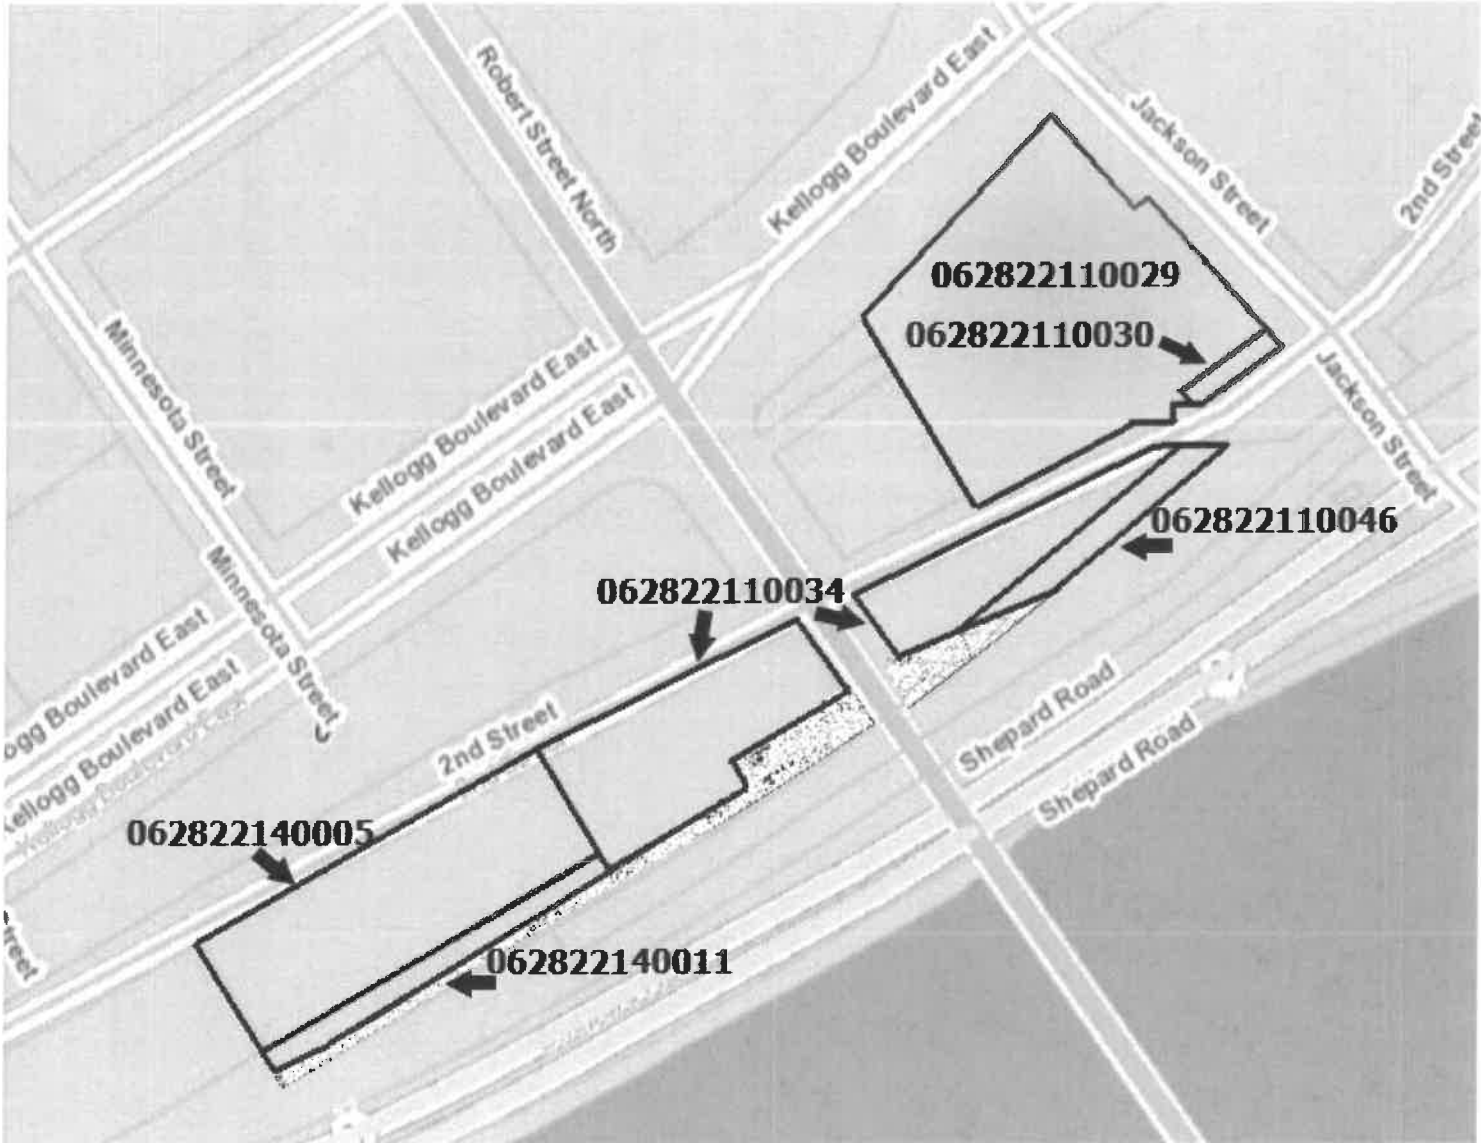 Robert Street North
Kellogg Boulevard East
Jackson Street
2nd Street
062822110029
062822110030
Minnesota Street
Kellogg Boulevard East
Kellogg Boulevard East
Jackson Street
062822110046
062822110034
Minnesota Street
ogg Boulevard East
Kellogg Boulevard East
2nd Street
Shepard Road
Shepard Road
062822140005
062822140011
Street